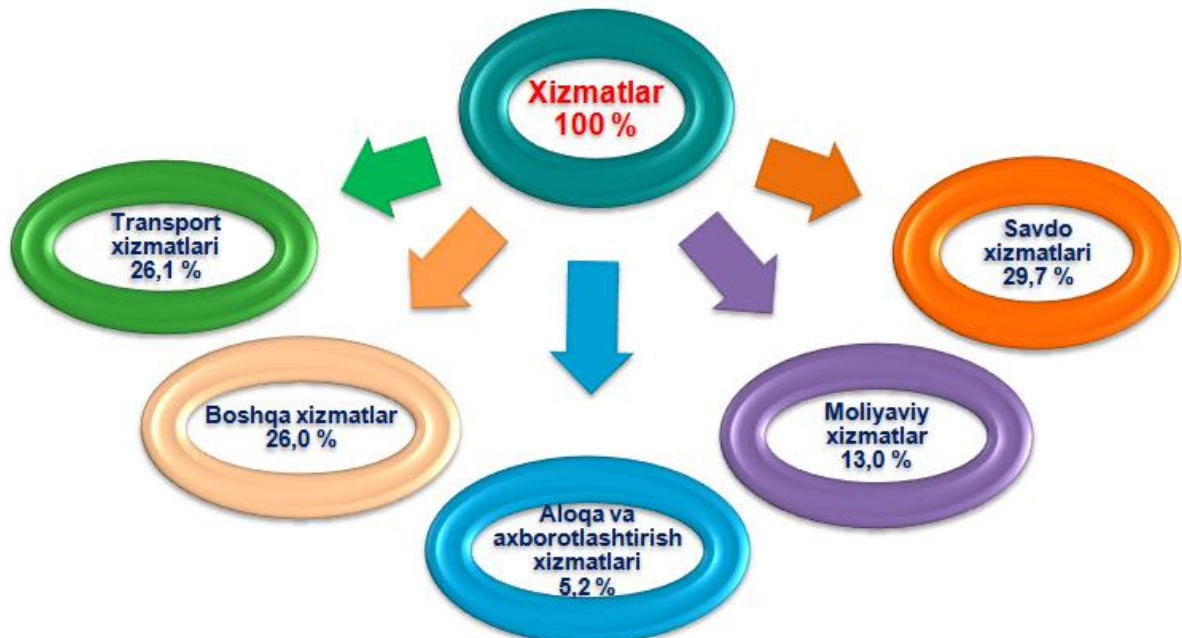 Xizmatlar
100 %
Transport
xizmatlari
26,1 %
Savdo
xizmatlari
29,7 %
Boshqa xizmatlar
26,0 %
Moliyaviy
xizmatlar
13,0 %
Aloqa va
axborotlashtirish
xizmatlari
5,2 %